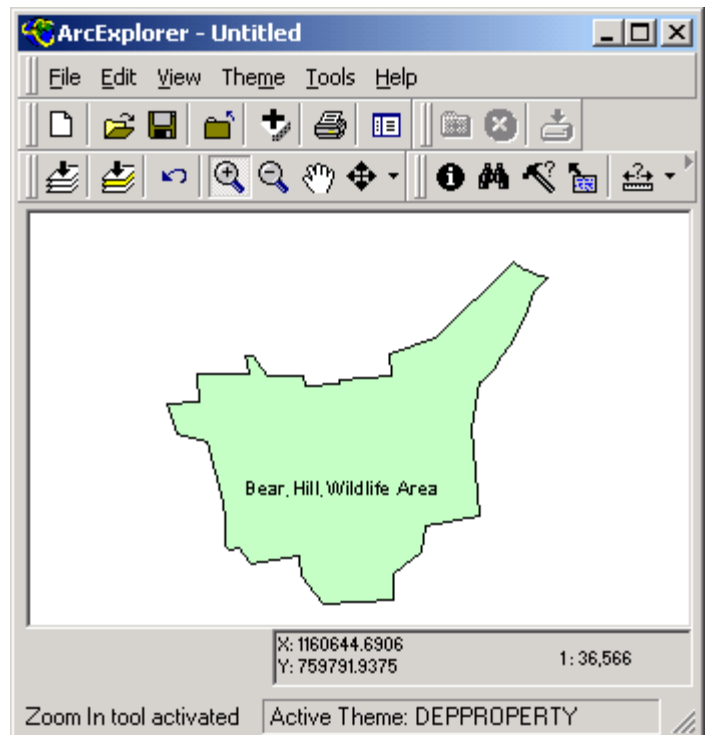 ArcExplorer - Untitled
File Edit View Theme Tools Help
Bear, Hill, Wildlife Area
X: 1160644.6906
Y: 759791.9375
1: 36,566
Zoom In tool activated
Active Theme: DEPPROPERTY